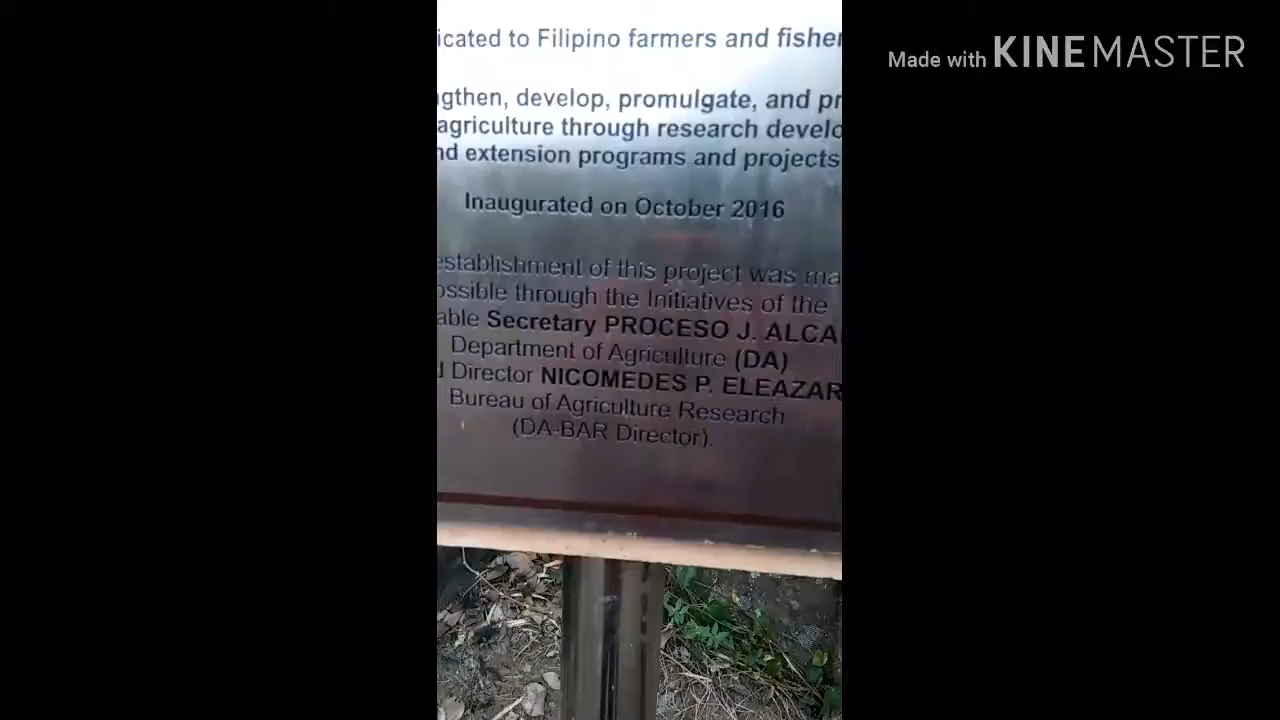 icated to Filipino farmers and fisher
gthen, develop, promulgate, and pr
agriculture through research develo
nd extension programs and projects
Inaugurated on October 2016
establishment of this project was ma
ossible through the Initiatives of the
able Secretary PROCESO J. ALCA
Department of Agriculture (DA)
d Director NICOMEDES P. ELEAZAR
Bureau of Agriculture Research
(DA-BAR Director).
Made with KINEMASTER